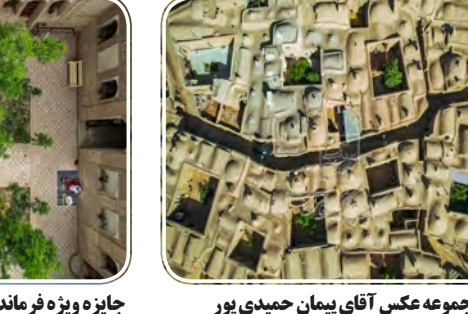 جموعه عکس آقای پیمان حمیدی پور
جایزه ویژه فرماند